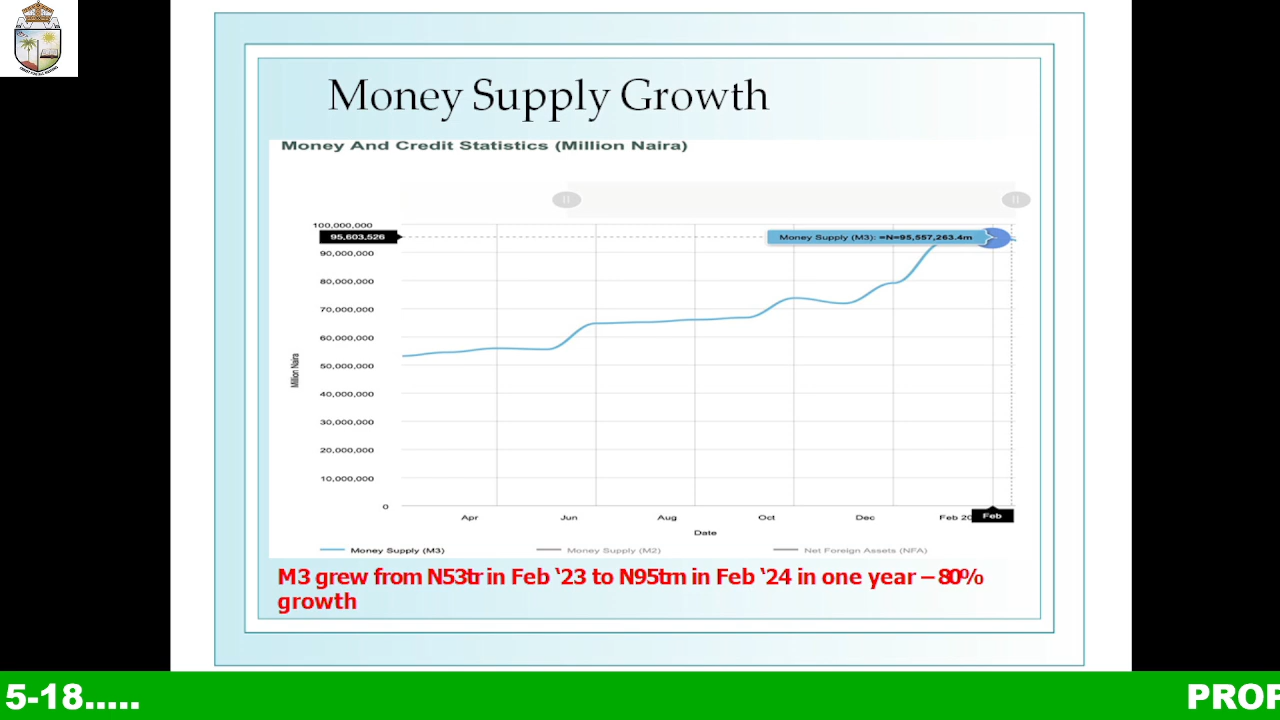 Money Supply Growth
Money And Credit Statistics (Million Naira)
100,000,000
95,603,526
Money Supply (M3): =N=95,557,263.4m
90,000,000
80,000,000
70,000,000
60,000,000
50,000,000
40,000,000
30,000,000
20,000,000
10,000,000
0
Million Naira
Apr Jun Aug Oct Dec Feb 20 Feb
Date
Money Supply (M3) Money Supply (M2) Net Foreign Assets (NFA)
M3 grew from N53tr in Feb ‘23 to N95trn in Feb ‘24 in one year – 80%
growth
5-18..... PROF